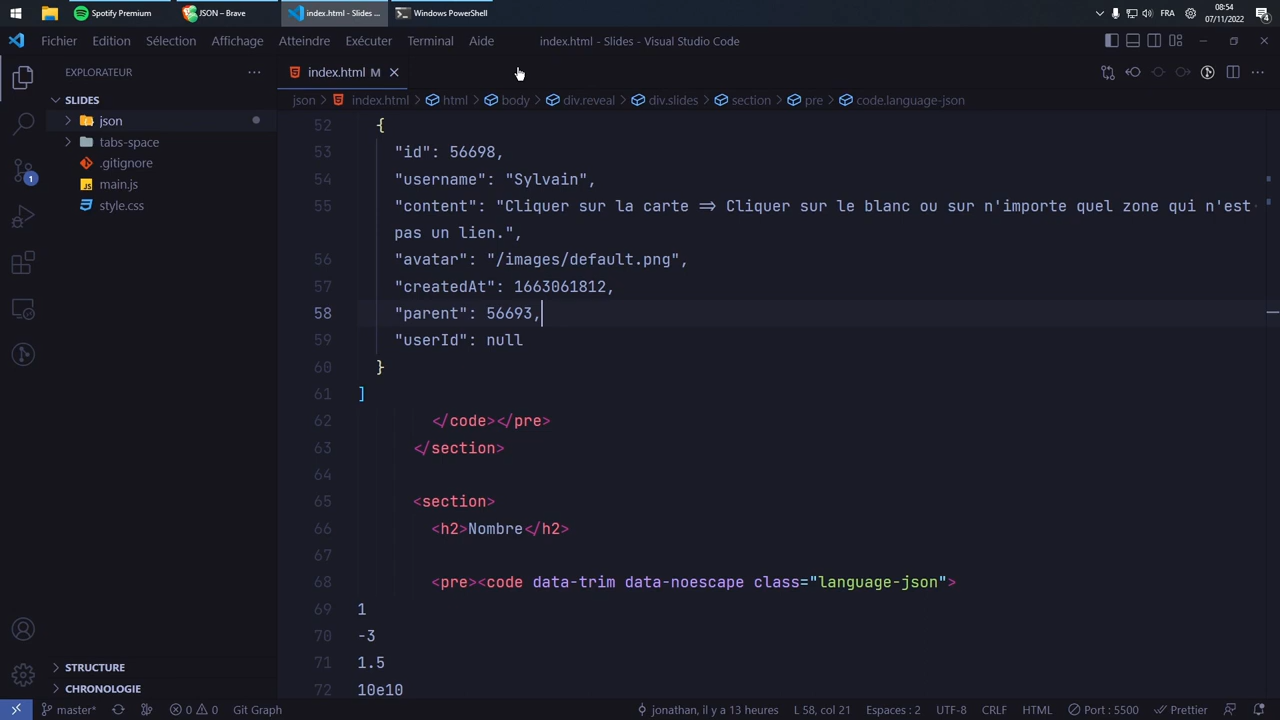 Spotify Premium
JSON – Brave
index.html - Slides ...
Windows PowerShell
FRA
08:54
07/11/2022
Fichier Edition Sélection Affichage Atteindre Exécuter Terminal Aide
index.html - Slides - Visual Studio Code
EXPLORATEUR
index.html M
SLIDES
json
tabs-space
.gitignore
main.js
style.css
1
STRUCTURE
CHRONOLOGIE
json index.html html body div.reveal div.slides section pre code.language-json
52 {
53 "id": 56698,
54 "username": "Sylvain",
55 "content": "Cliquer sur la carte => Cliquer sur le blanc ou sur n'importe quel zone qui n'est
pas un lien.",
56 "avatar": "/images/default.png",
57 "createdAt": 1663061812,
58 "parent": 56693,
59 "userId": null
60 }
61 ]
62 </code></pre>
63 </section>
64
65 <section>
66 <h2>Nombre</h2>
67
68 <pre><code data-trim data-noescape class="language-json">
69 1
70 -3
71 1.5
72 10e10
master* 0 0 Git Graph
jonathan, il y a 13 heures L 58, col 21 Espaces : 2 UTF-8 CRLF HTML Port : 5500 Prettier